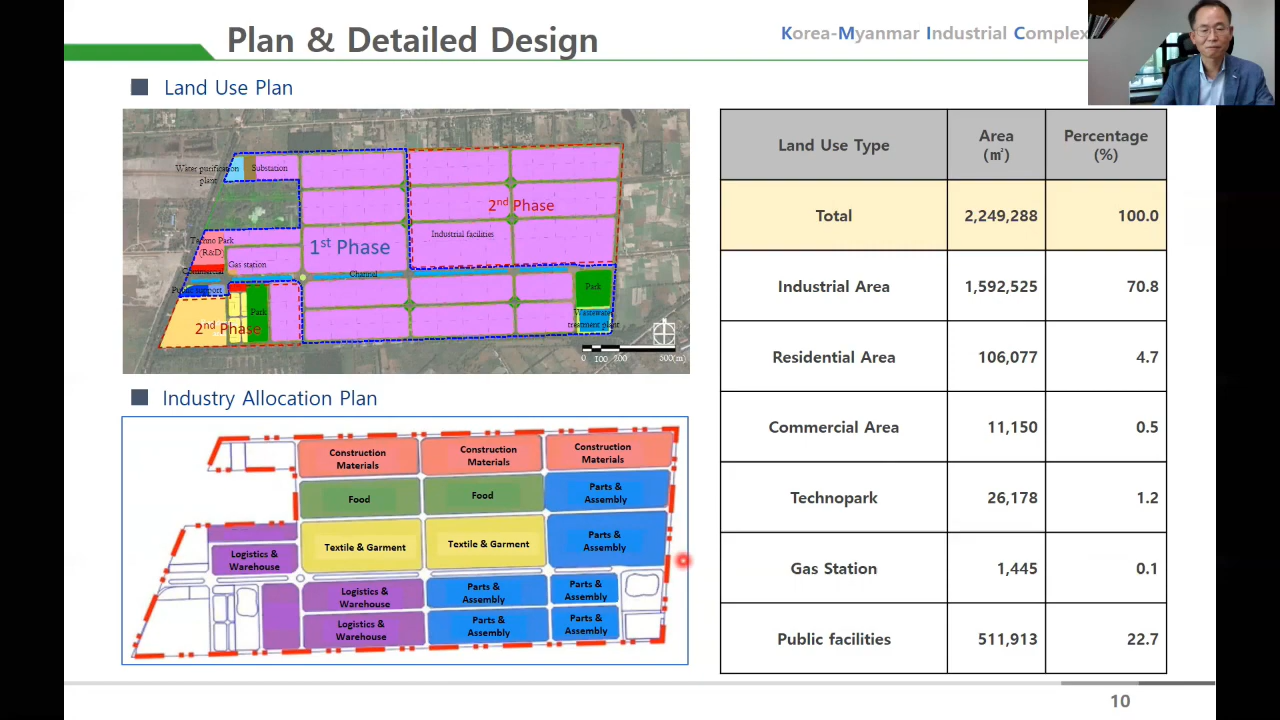 Plan & Detailed Design
Korea-Myanmar Industrial Complex
Land Use Plan
Water purification
plant
Substation
2nd Phase
Industrial facilities
Techno Park
(R&D)
1st Phase
Gas station
Commercial
Channel
Public support
Park
Park
2nd Phase
Wastewater
treatment plant
0 100 200 500(m)
Industry Allocation Plan
Construction
Materials
Construction
Materials
Construction
Materials
Food
Food
Parts &
Assembly
Textile & Garment
Textile & Garment
Parts &
Assembly
Logistics &
Warehouse
Logistics &
Warehouse
Parts &
Assembly
Parts &
Assembly
Logistics &
Warehouse
Parts &
Assembly
Parts &
Assembly
Land Use Type Area (㎡) Percentage (%)
Total 2,249,288 100.0
Industrial Area 1,592,525 70.8
Residential Area 106,077 4.7
Commercial Area 11,150 0.5
Technopark 26,178 1.2
Gas Station 1,445 0.1
Public facilities 511,913 22.7
10